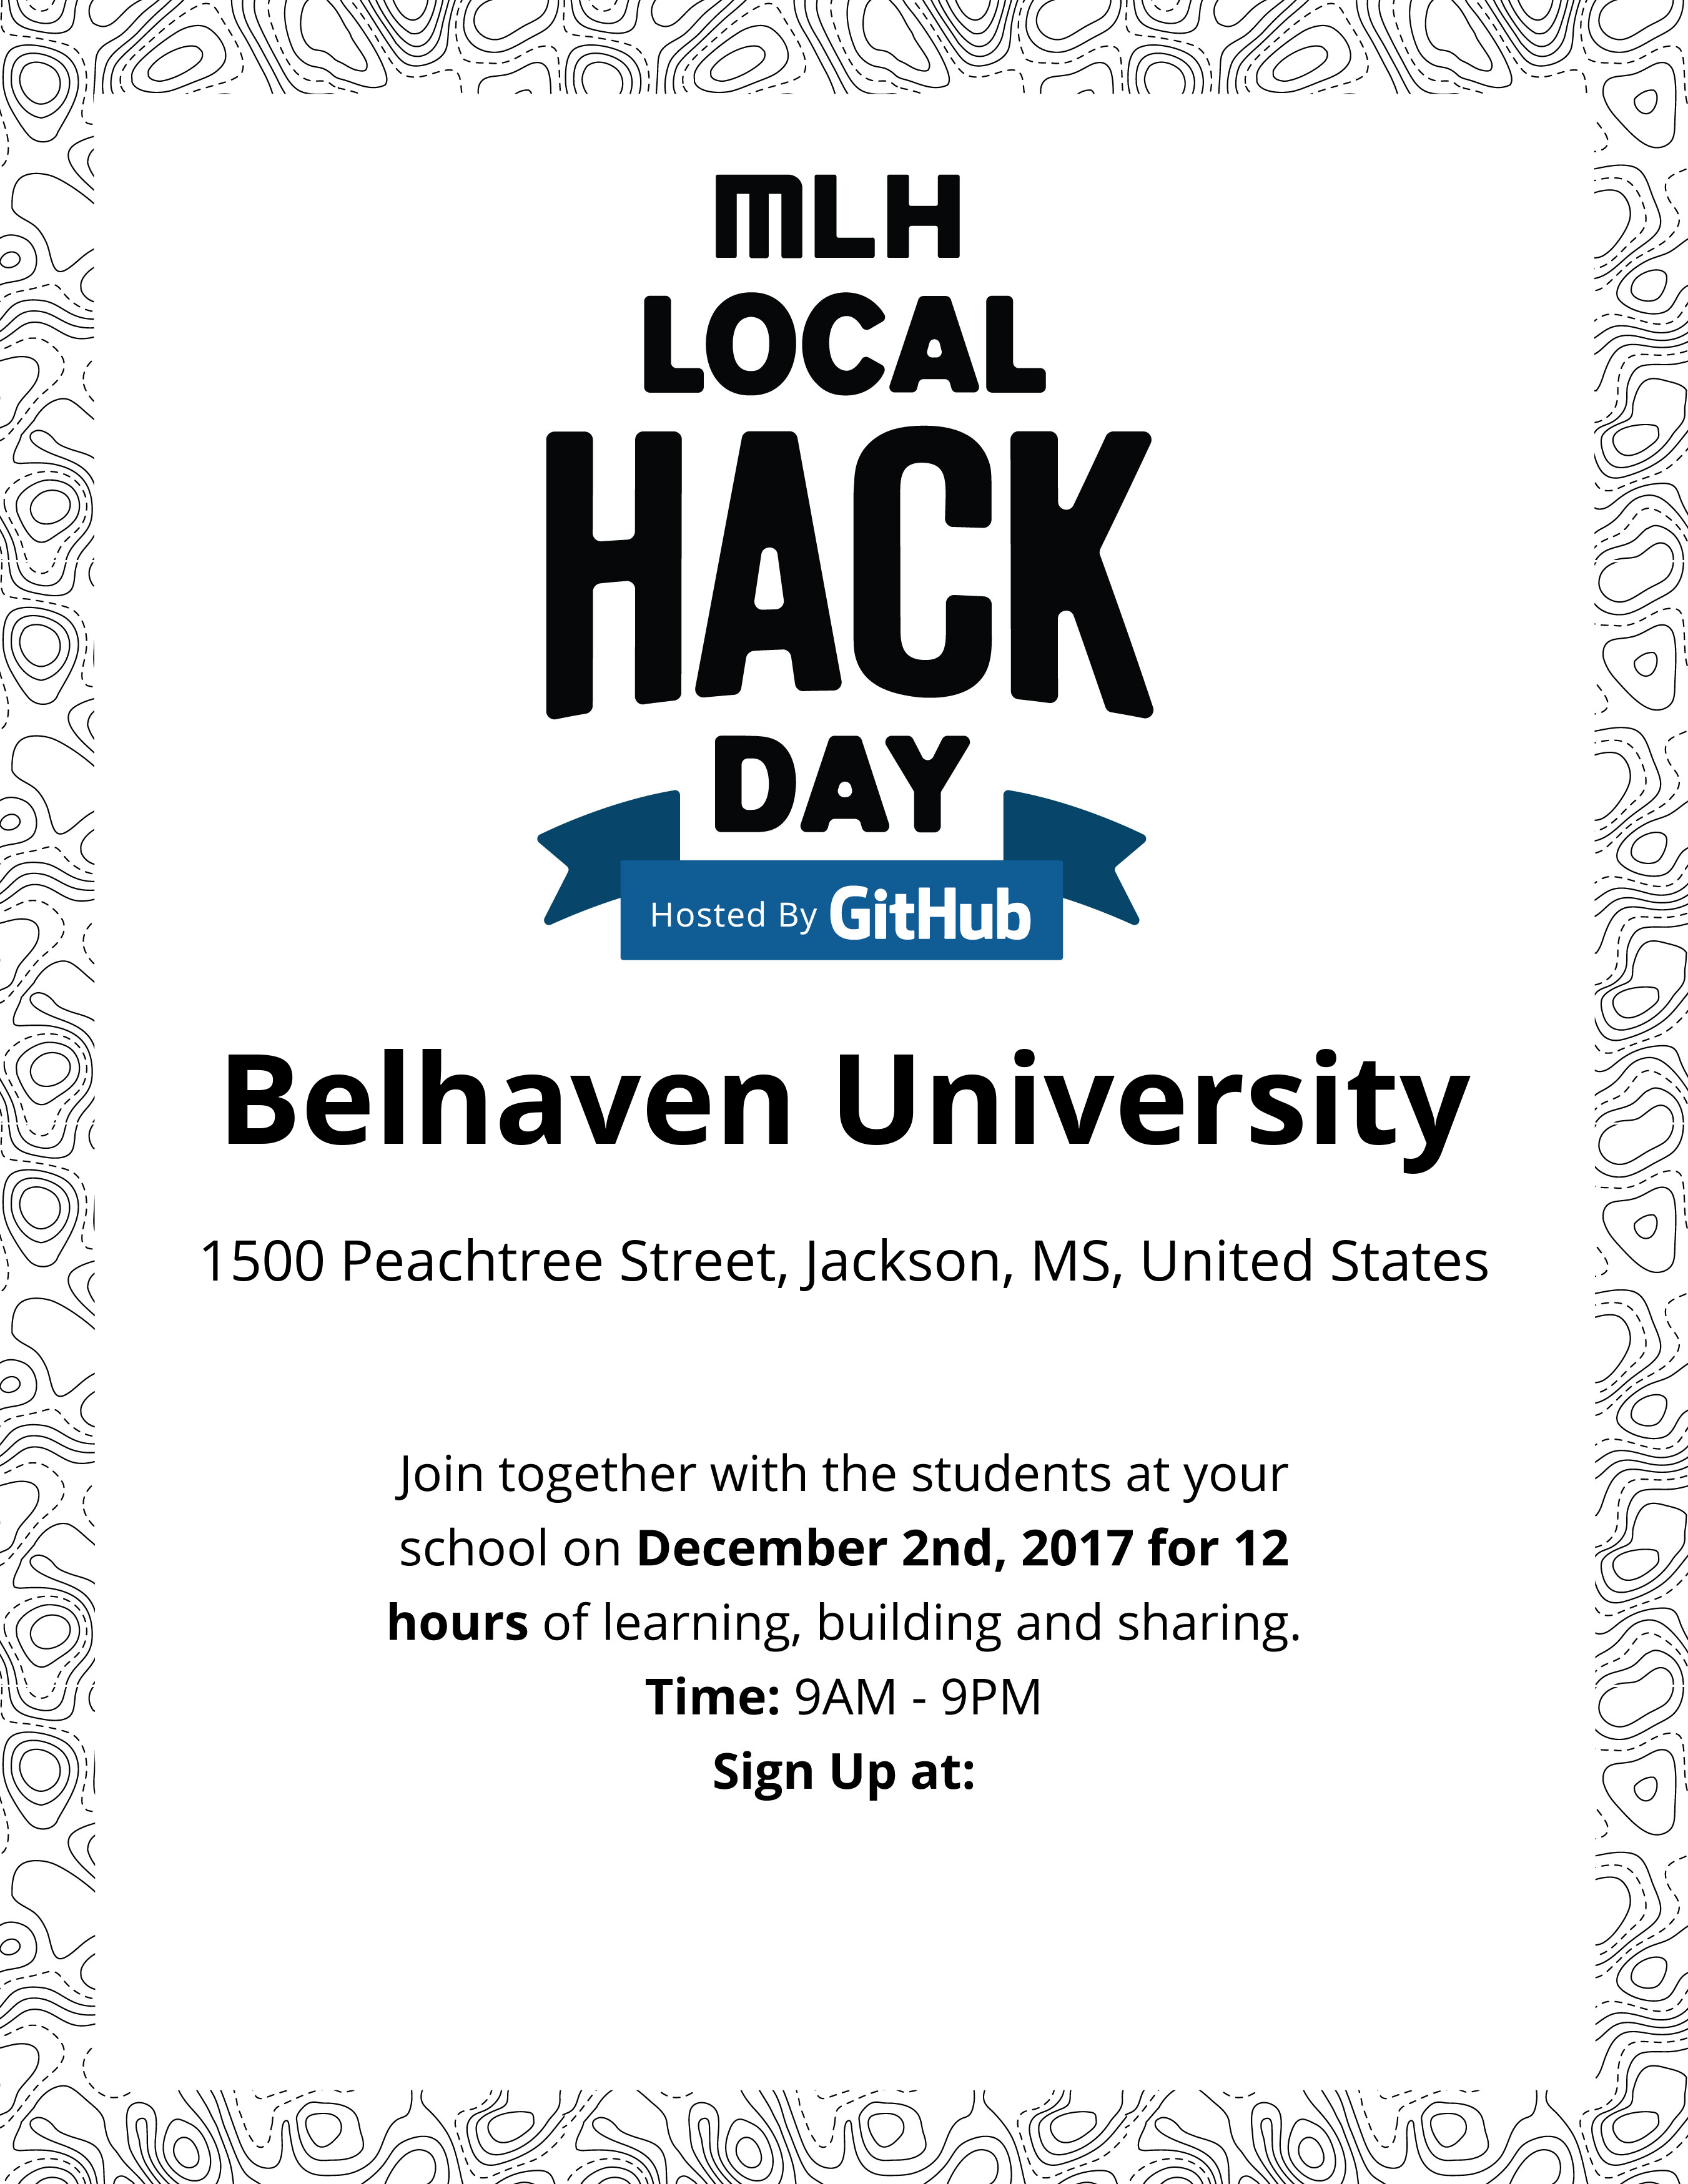 MLH
LOCAL
HACK
DAY
Hosted By GitHub
Belhaven University
1500 Peachtree Street, Jackson, MS, United States
Join together with the students at your
school on December 2nd, 2017 for 12
hours of learning, building and sharing.
Time: 9AM - 9PM
Sign Up at: